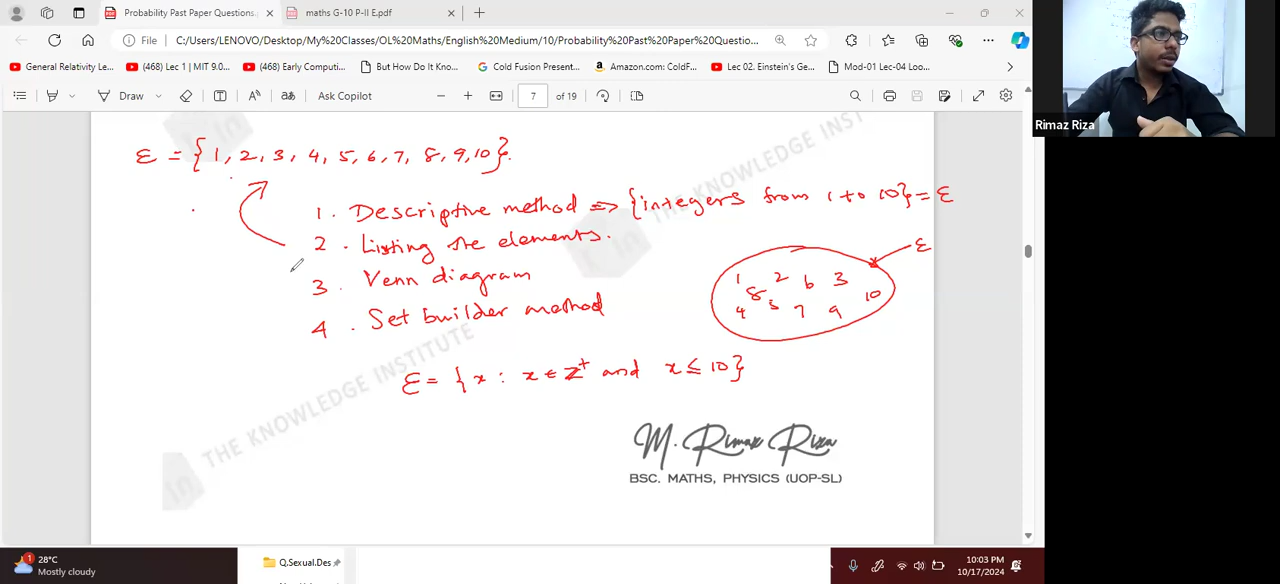 Probability Past Paper Questions.
maths G-10 P-II E.pdf
File
C:/Users/LENOVO/Desktop/My%20Classes/OL%20Maths/English%20Medium/10/Probability%20Past%20Paper%20Questio...
General Relativity Le...
(468) Lec 1 | MIT 9.0...
(468) Early Computi...
But How Do It Kno...
Cold Fusion Present...
Amazon.com: ColdF...
Lec 02. Einstein's Ge...
Mod-01 Lec-04 Loo...
Draw
Ask Copilot
7 of 19
Rimaz Riza
ε = {1, 2, 3, 4, 5, 6, 7, 8, 9, 10}.
1. Descriptive method => {integers from 1 to 10} = ε
2. Listing the elements.
3. Venn diagram
4. Set builder method
ε
1 2 6 3
8 10
4 5 7 9
ε = {x : x ∈ Z⁺ and x ≤ 10}
THE KNOWLEDGE INSTITUTE
THE KNOWLEDGE INST
M. Rimaz Riza
BSC. MATHS, PHYSICS (UOP-SL)
1
28°C
Mostly cloudy
Q.Sexual.Des
10:03 PM
10/17/2024